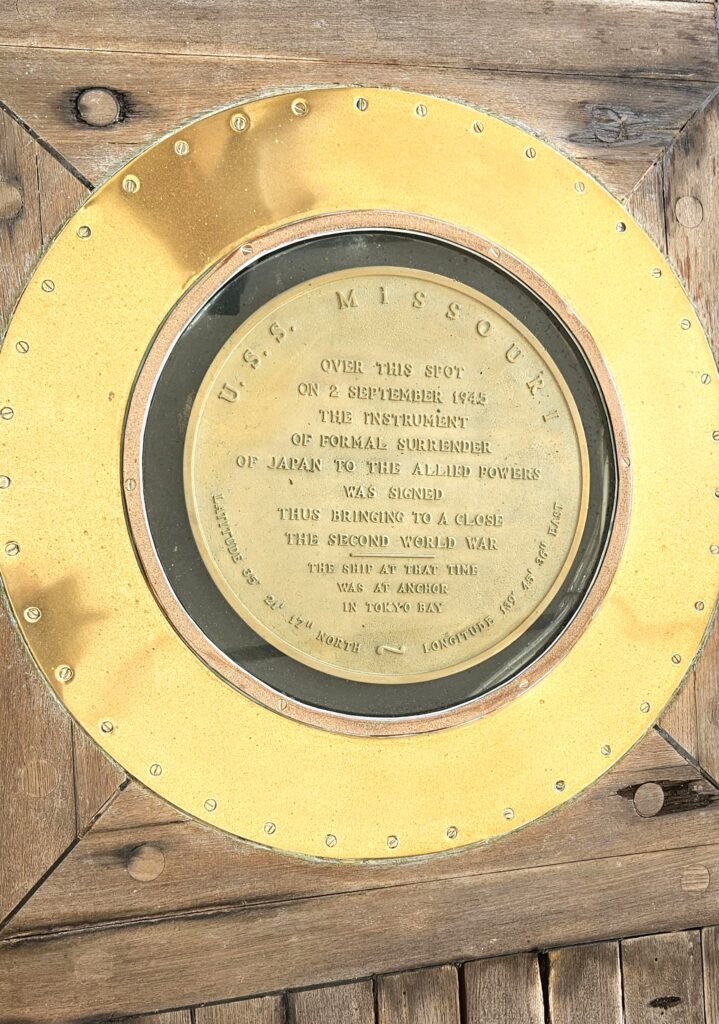 U.S.S. MISSOURI
OVER THIS SPOT
ON 2 SEPTEMBER 1945
THE INSTRUMENT
OF FORMAL SURRENDER
OF JAPAN TO THE ALLIED POWERS
WAS SIGNED
THUS BRINGING TO A CLOSE
THE SECOND WORLD WAR
THE SHIP AT THAT TIME
WAS AT ANCHOR
IN TOKYO BAY
LATITUDE 35° 21' 17" NORTH ~ LONGITUDE 139° 45' 36" EAST